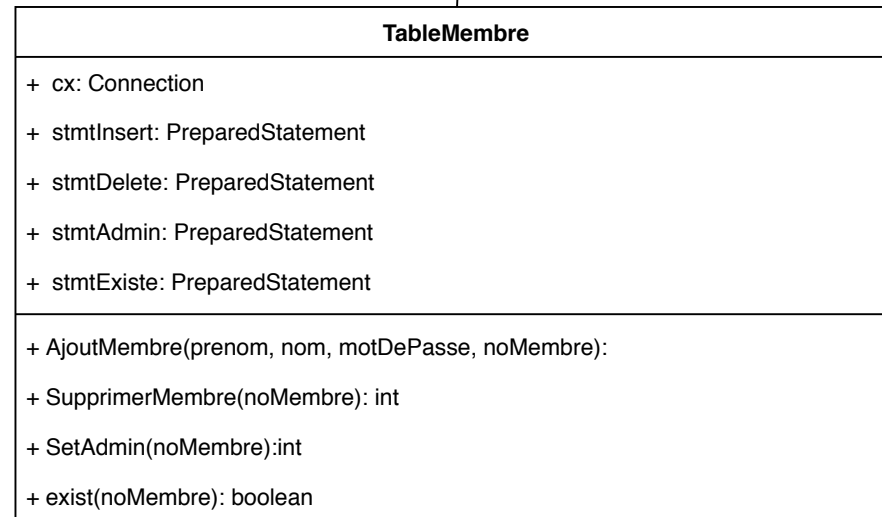 TableMembre
+ cx: Connection
+ stmtInsert: PreparedStatement
+ stmtDelete: PreparedStatement
+ stmtAdmin: PreparedStatement
+ stmtExiste: PreparedStatement
+ AjoutMembre(prenom, nom, motDePasse, noMembre):
+ SupprimerMembre(noMembre): int
+ SetAdmin(noMembre):int
+ exist(noMembre): boolean